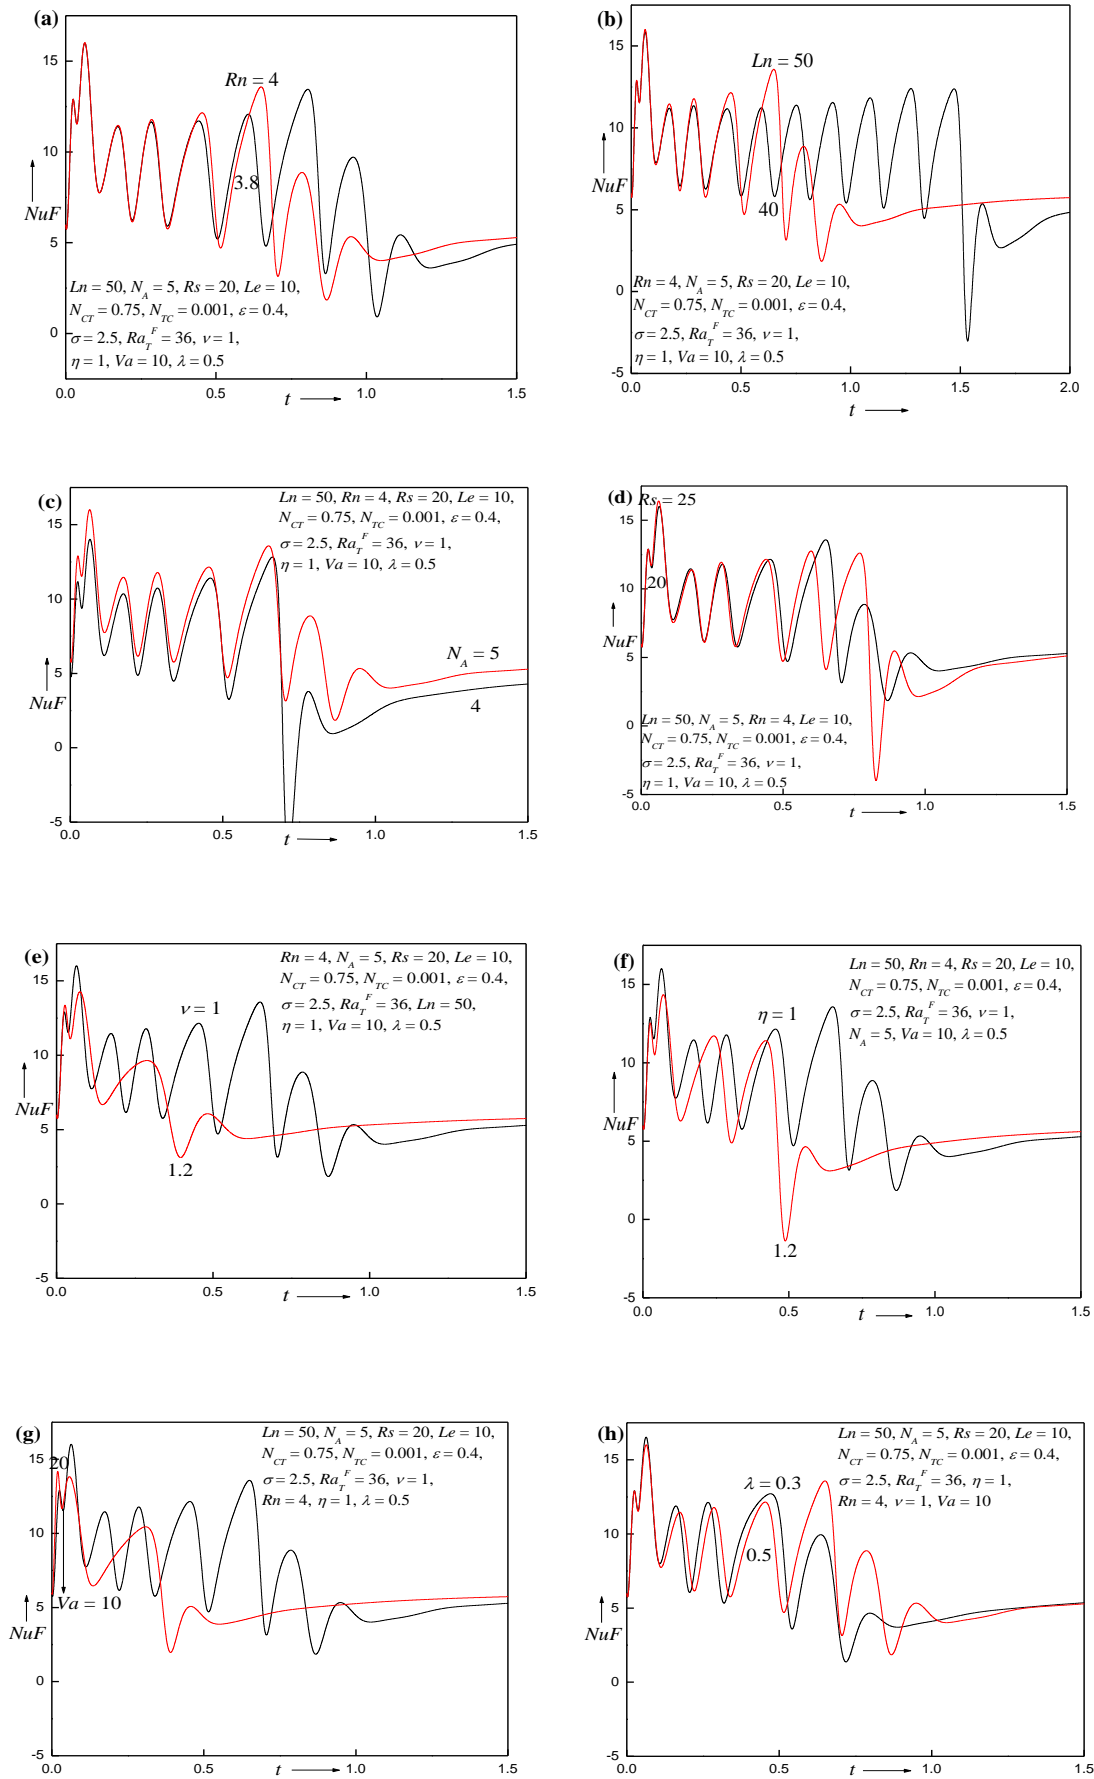 (a)
15
10
5
0
NuF
Rn = 4
3.8
Ln = 50, N_A = 5, Rs = 20, Le = 10,
N_CT = 0.75, N_TC = 0.001, ε = 0.4,
σ = 2.5, Ra_T^F = 36, ν = 1,
η = 1, Va = 10, λ = 0.5
0.0 0.5 1.0 1.5
t
(b)
15
10
5
0
-5
NuF
Ln = 50
40
Rn = 4, N_A = 5, Rs = 20, Le = 10,
N_CT = 0.75, N_TC = 0.001, ε = 0.4,
σ = 2.5, Ra_T^F = 36, ν = 1,
η = 1, Va = 10, λ = 0.5
0.0 0.5 1.0 1.5 2.0
t
(c)
15
10
5
0
-5
NuF
Ln = 50, Rn = 4, Rs = 20, Le = 10,
N_CT = 0.75, N_TC = 0.001, ε = 0.4,
σ = 2.5, Ra_T^F = 36, ν = 1,
η = 1, Va = 10, λ = 0.5
N_A = 5
4
0.0 0.5 1.0 1.5
t
(d)
Rs = 25
20
15
10
5
0
-5
NuF
Ln = 50, N_A = 5, Rn = 4, Le = 10,
N_CT = 0.75, N_TC = 0.001, ε = 0.4,
σ = 2.5, Ra_T^F = 36, ν = 1,
η = 1, Va = 10, λ = 0.5
0.0 0.5 1.0 1.5
t
(e)
15
10
5
0
-5
NuF
Rn = 4, N_A = 5, Rs = 20, Le = 10,
N_CT = 0.75, N_TC = 0.001, ε = 0.4,
σ = 2.5, Ra_T^F = 36, Ln = 50,
η = 1, Va = 10, λ = 0.5
ν = 1
1.2
0.0 0.5 1.0 1.5
t
(f)
15
10
5
0
-5
NuF
Ln = 50, Rn = 4, Rs = 20, Le = 10,
N_CT = 0.75, N_TC = 0.001, ε = 0.4,
σ = 2.5, Ra_T^F = 36, ν = 1,
N_A = 5, Va = 10, λ = 0.5
η = 1
1.2
0.0 0.5 1.0 1.5
t
(g)
15
10
5
0
-5
NuF
20
Va = 10
Ln = 50, N_A = 5, Rs = 20, Le = 10,
N_CT = 0.75, N_TC = 0.001, ε = 0.4,
σ = 2.5, Ra_T^F = 36, ν = 1,
Rn = 4, η = 1, λ = 0.5
0.0 0.5 1.0 1.5
t
(h)
15
10
5
0
-5
NuF
Ln = 50, N_A = 5, Rs = 20, Le = 10,
N_CT = 0.75, N_TC = 0.001, ε = 0.4,
σ = 2.5, Ra_T^F = 36, η = 1,
Rn = 4, ν = 1, Va = 10
λ = 0.3
0.5
0.0 0.5 1.0 1.5
t